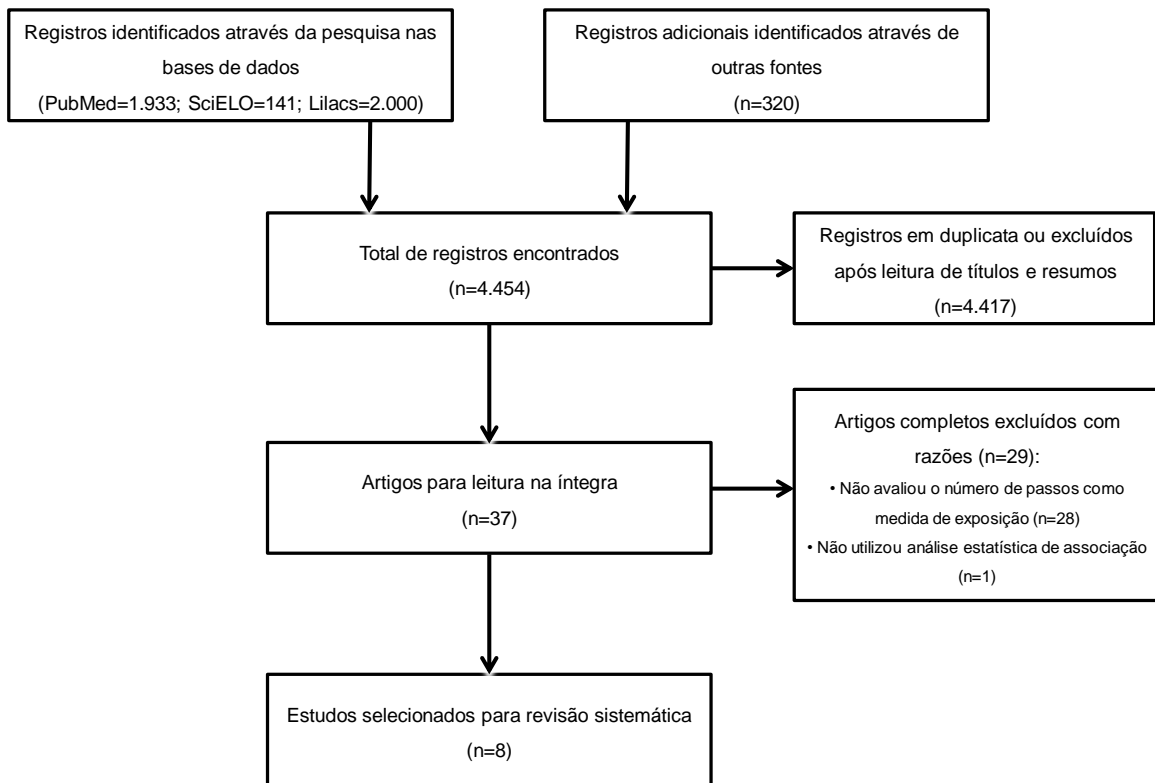 Registros identificados através da pesquisa nas
bases de dados
(PubMed=1.933; SciELO=141; Lilacs=2.000)
Registros adicionais identificados através de
outras fontes
(n=320)
Total de registros encontrados
(n=4.454)
Registros em duplicata ou excluídos
após leitura de títulos e resumos
(n=4.417)
Artigos para leitura na íntegra
(n=37)
Artigos completos excluídos com
razões (n=29):
• Não avaliou o número de passos como
medida de exposição (n=28)
• Não utilizou análise estatística de associação
(n=1)
Estudos selecionados para revisão sistemática
(n=8)